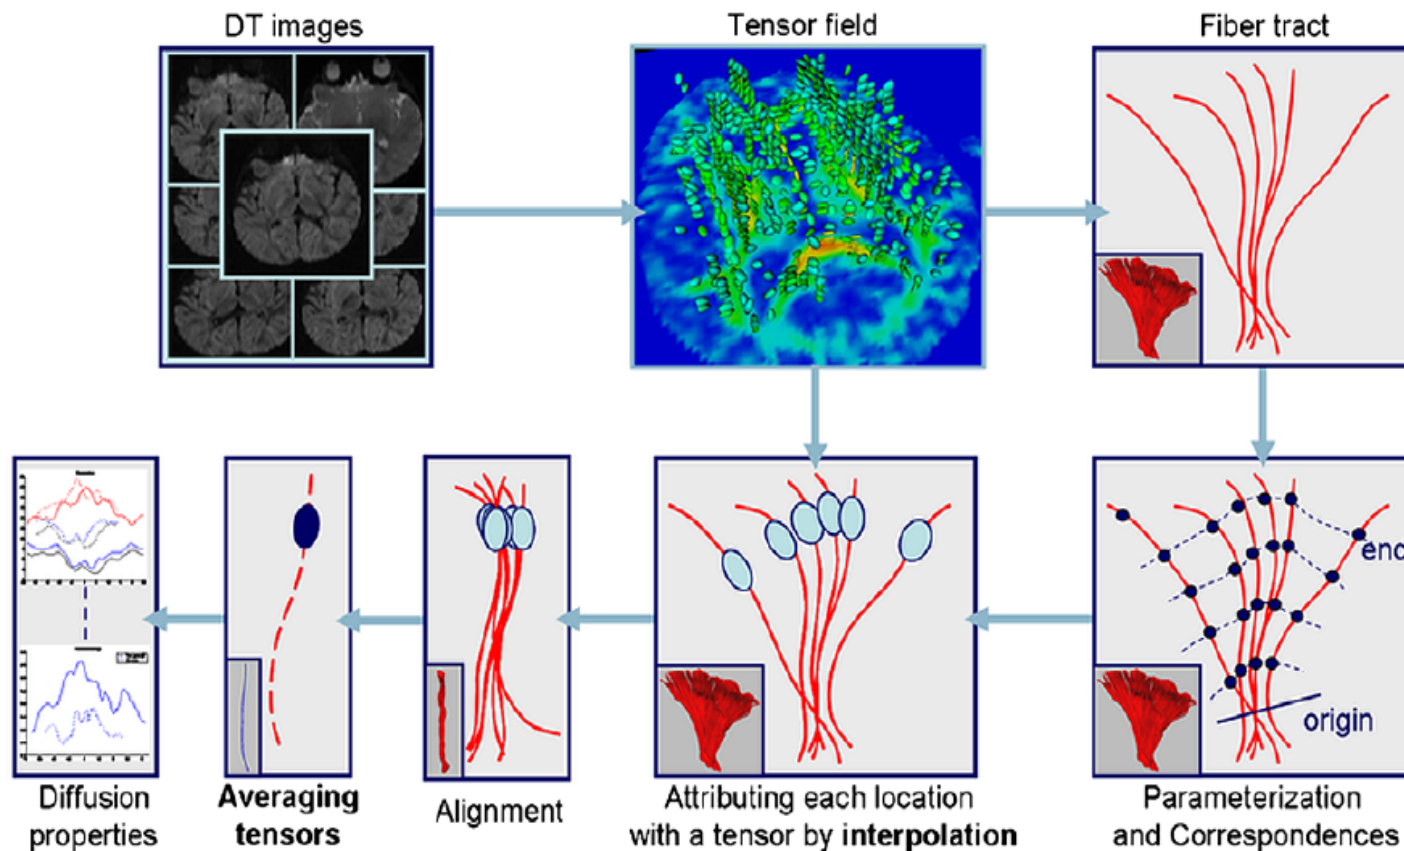 DT images
Tensor field
Fiber tract
end
origin
Diffusion
properties
Averaging
tensors
Alignment
Attributing each location
with a tensor by interpolation
Parameterization
and Correspondences